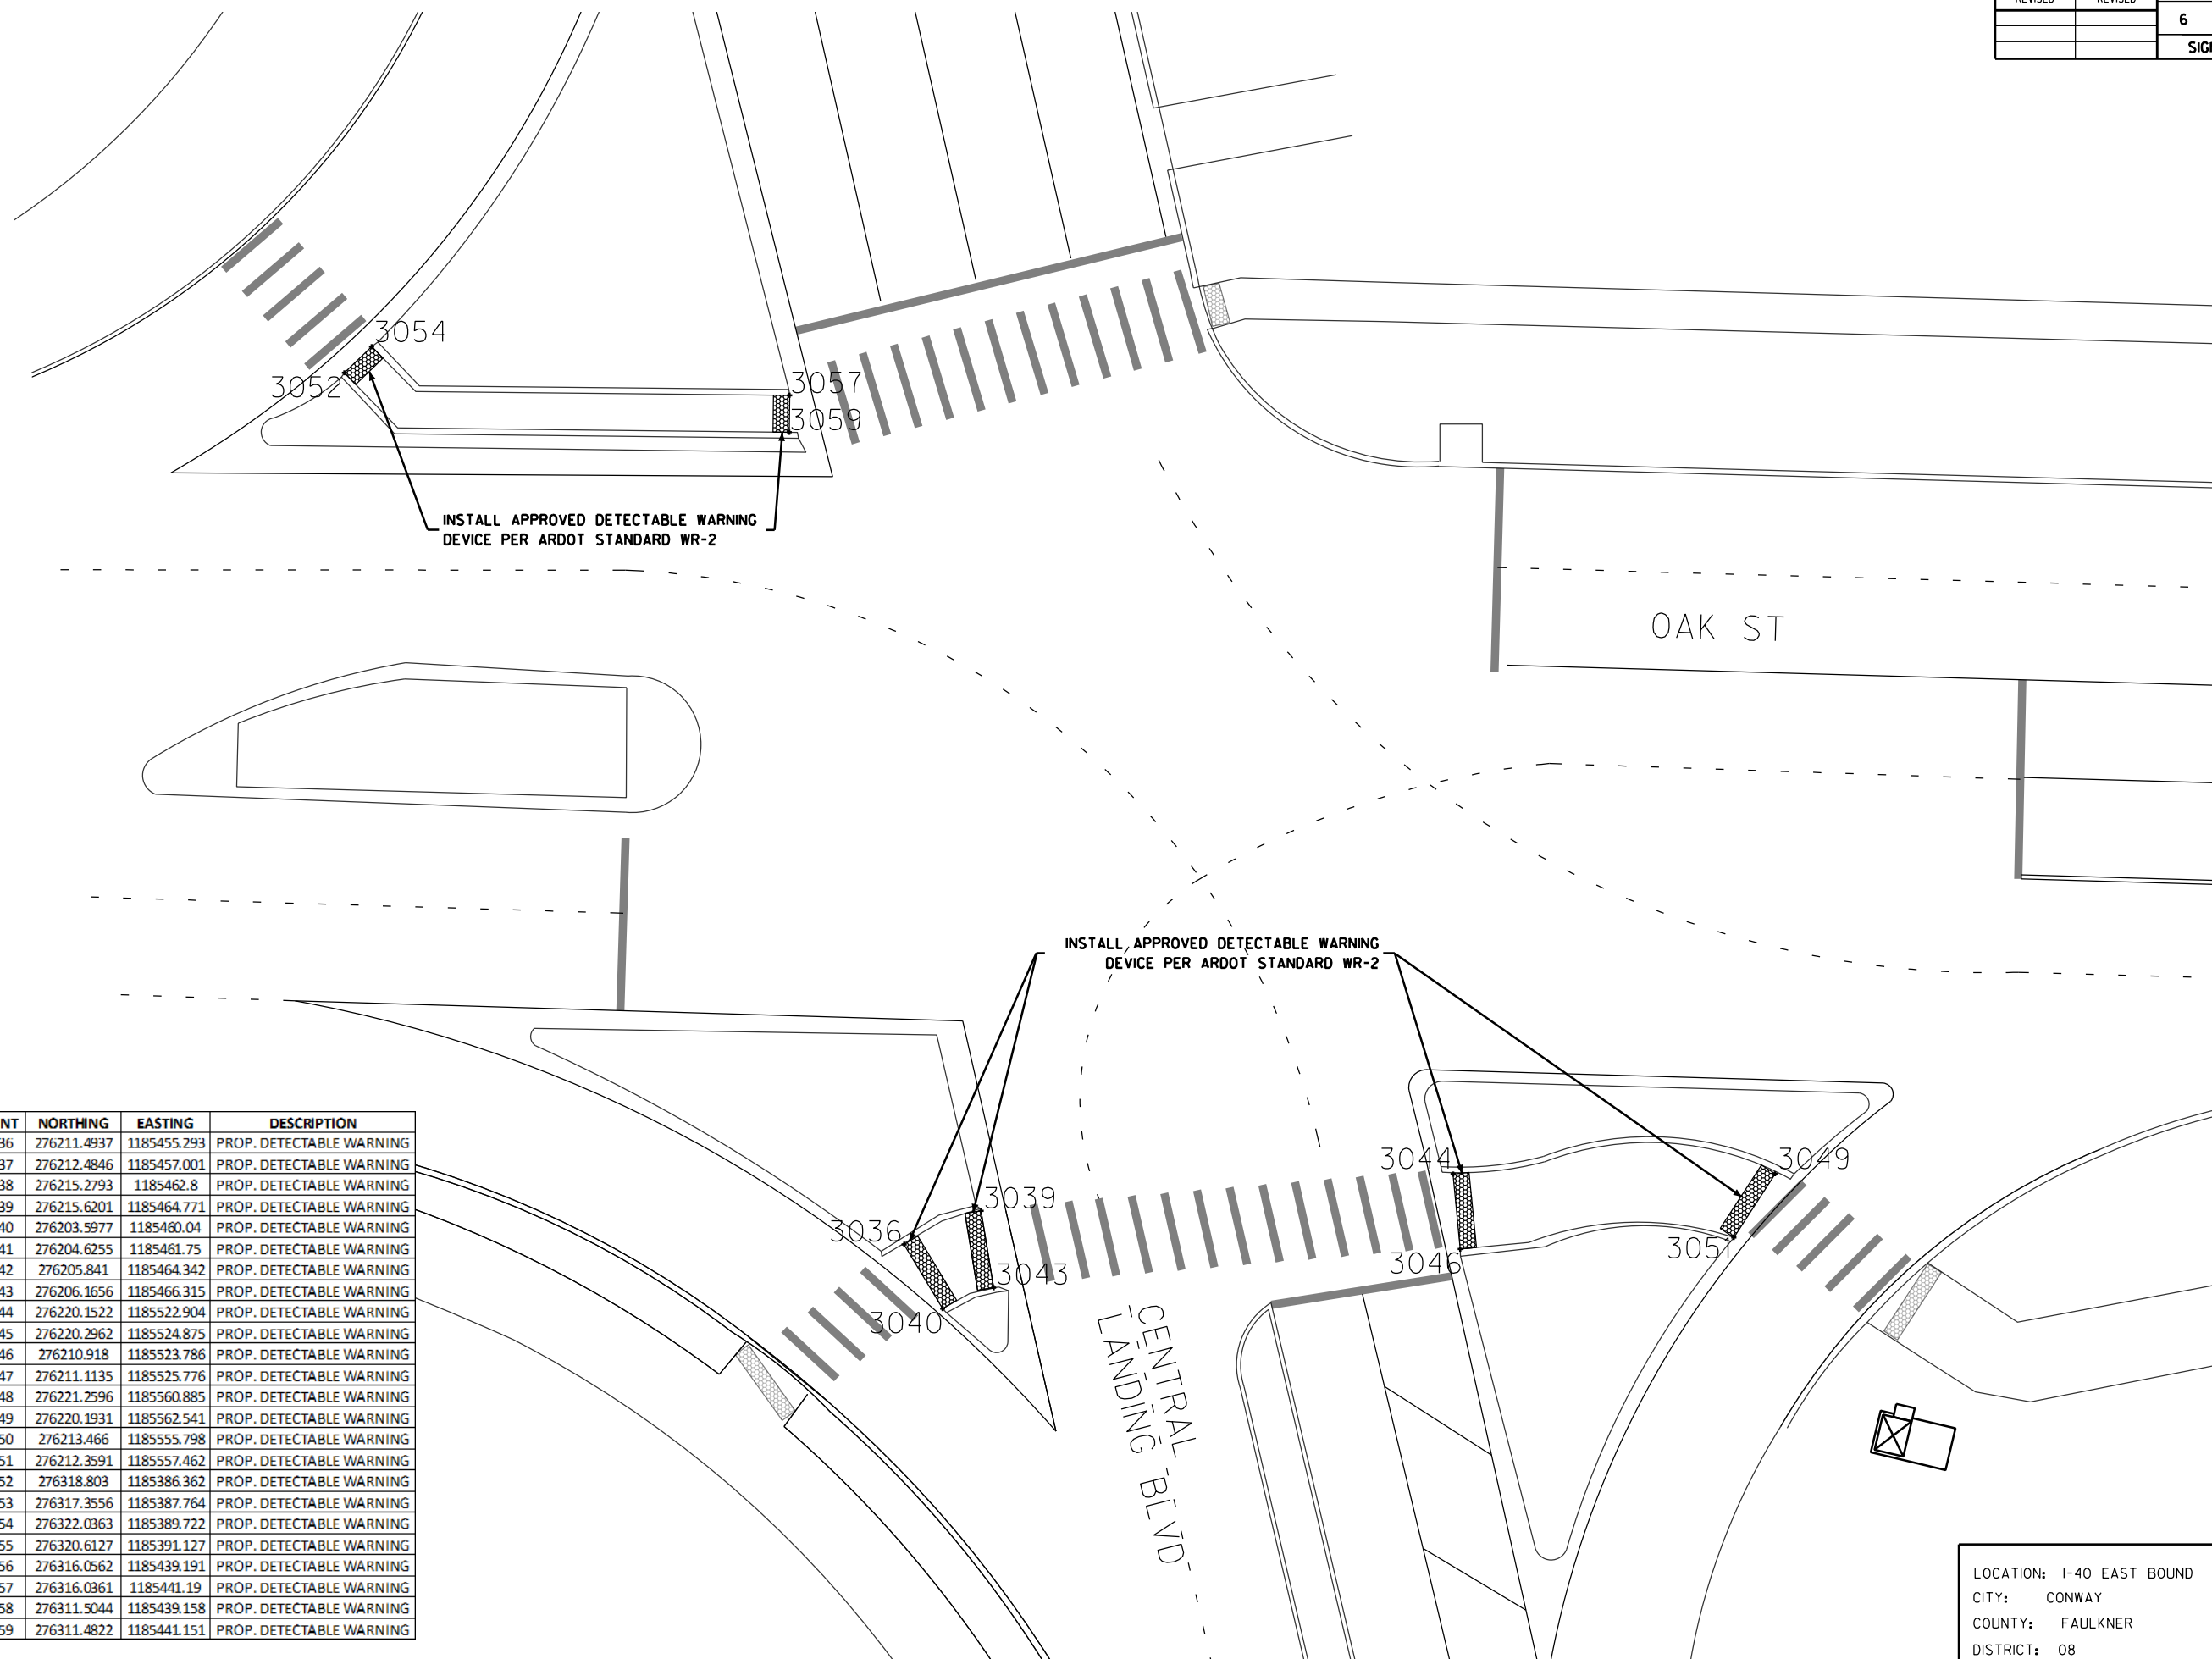 REVISED REVISED
6
3054
3052
3057
3059
INSTALL APPROVED DETECTABLE WARNING
DEVICE PER ARDOT STANDARD WR-2
OAK ST
INSTALL APPROVED DETECTABLE WARNING
DEVICE PER ARDOT STANDARD WR-2
3044
3049
3039
3036
3051
3046
3043
3040
CENTRAL
LANDING BLVD
NT NORTHING EASTING DESCRIPTION
36 276211.4937 1185455.293 PROP. DETECTABLE WARNING
37 276212.4846 1185457.001 PROP. DETECTABLE WARNING
38 276215.2793 1185462.8 PROP. DETECTABLE WARNING
39 276215.6201 1185464.771 PROP. DETECTABLE WARNING
40 276203.5977 1185460.04 PROP. DETECTABLE WARNING
41 276204.6255 1185461.75 PROP. DETECTABLE WARNING
42 276205.841 1185464.342 PROP. DETECTABLE WARNING
43 276206.1656 1185466.315 PROP. DETECTABLE WARNING
44 276220.1522 1185522.904 PROP. DETECTABLE WARNING
45 276220.2962 1185524.875 PROP. DETECTABLE WARNING
46 276210.918 1185523.786 PROP. DETECTABLE WARNING
47 276211.1135 1185525.776 PROP. DETECTABLE WARNING
48 276221.2596 1185560.885 PROP. DETECTABLE WARNING
49 276220.1931 1185562.541 PROP. DETECTABLE WARNING
50 276213.466 1185555.798 PROP. DETECTABLE WARNING
51 276212.3591 1185557.462 PROP. DETECTABLE WARNING
52 276318.803 1185386.362 PROP. DETECTABLE WARNING
53 276317.3556 1185387.764 PROP. DETECTABLE WARNING
54 276322.0363 1185389.722 PROP. DETECTABLE WARNING
55 276320.6127 1185391.127 PROP. DETECTABLE WARNING
56 276316.0562 1185439.191 PROP. DETECTABLE WARNING
57 276316.0361 1185441.19 PROP. DETECTABLE WARNING
58 276311.5044 1185439.158 PROP. DETECTABLE WARNING
59 276311.4822 1185441.151 PROP. DETECTABLE WARNING
LOCATION: I-40 EAST BOUND
CITY: CONWAY
COUNTY: FAULKNER
DISTRICT: 08